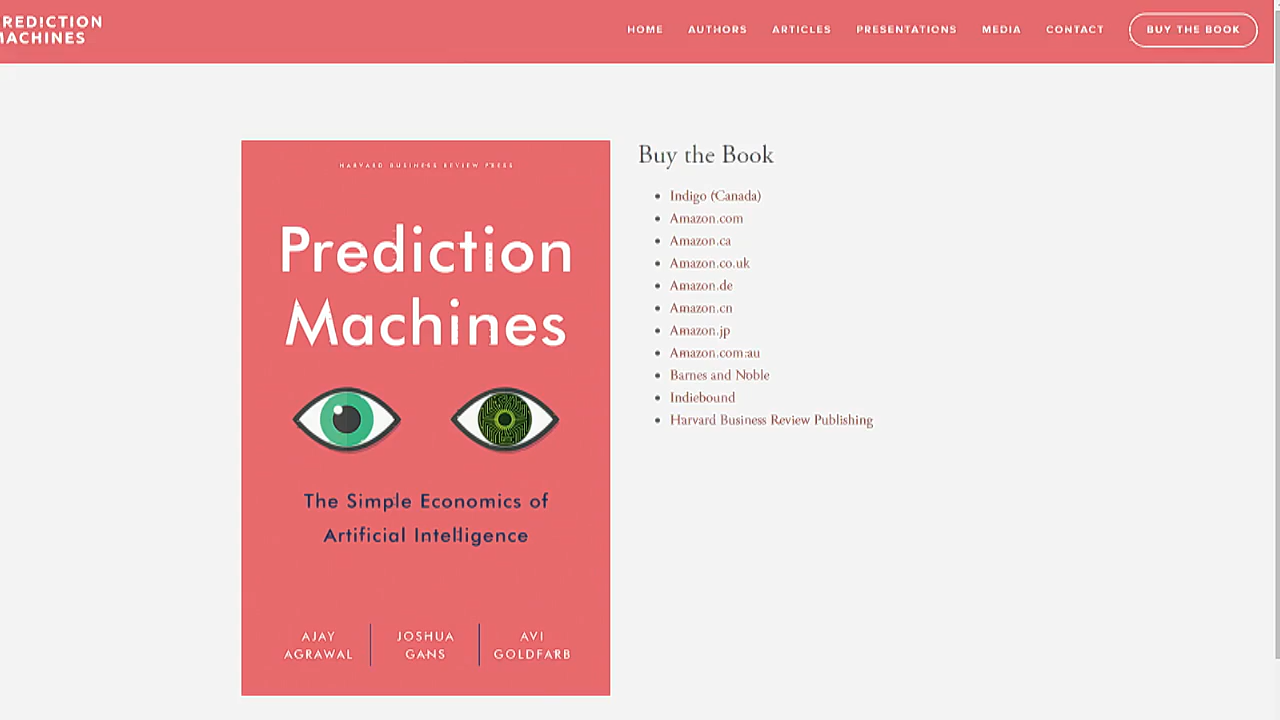 PREDICTION
MACHINES
HOME AUTHORS ARTICLES PRESENTATIONS MEDIA CONTACT BUY THE BOOK
HARVARD BUSINESS REVIEW PRESS
Prediction
Machines
The Simple Economics of
Artificial Intelligence
AJAY
AGRAWAL
JOSHUA
GANS
AVI
GOLDFARB
Buy the Book
Indigo (Canada)
Amazon.com
Amazon.ca
Amazon.co.uk
Amazon.de
Amazon.cn
Amazon.jp
Amazon.com.au
Barnes and Noble
Indiebound
Harvard Business Review Publishing